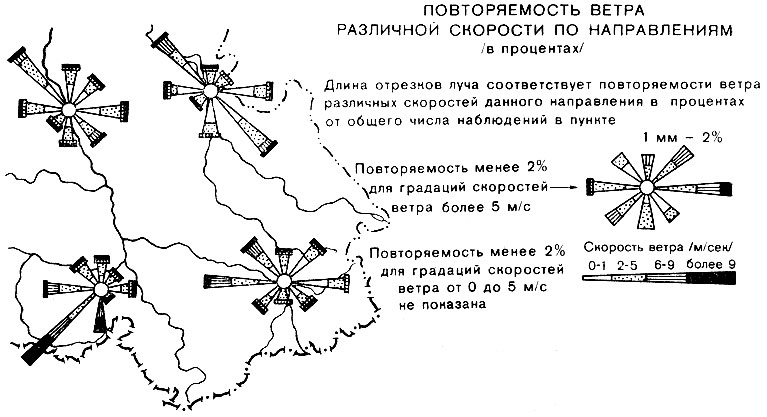 ПОВТОРЯЕМОСТЬ ВЕТРА
РАЗЛИЧНОЙ СКОРОСТИ ПО НАПРАВЛЕНИЯМ
/в процентах/
Длина отрезков луча соответствует повторяемости ветра
различных скоростей данного направления в процентах
от общего числа наблюдений в пункте
1 мм – 2%
Повторяемость менее 2%
для градаций скоростей
ветра более 5 м/с
Повторяемость менее 2%
для градаций скоростей
ветра от 0 до 5 м/с
не показана
Скорость ветра /м/сек/
0-1 2-5 6-9 более 9